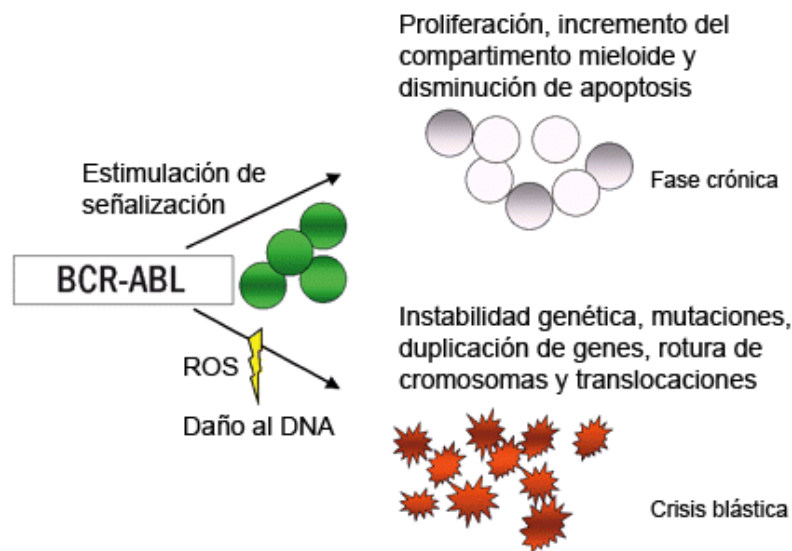 Proliferación, incremento del
compartimento mieloide y
disminución de apoptosis
Estimulación de
señalización
Fase crónica
BCR-ABL
Instabilidad genética, mutaciones,
duplicación de genes, rotura de
cromosomas y translocaciones
ROS
Daño al DNA
Crisis blástica